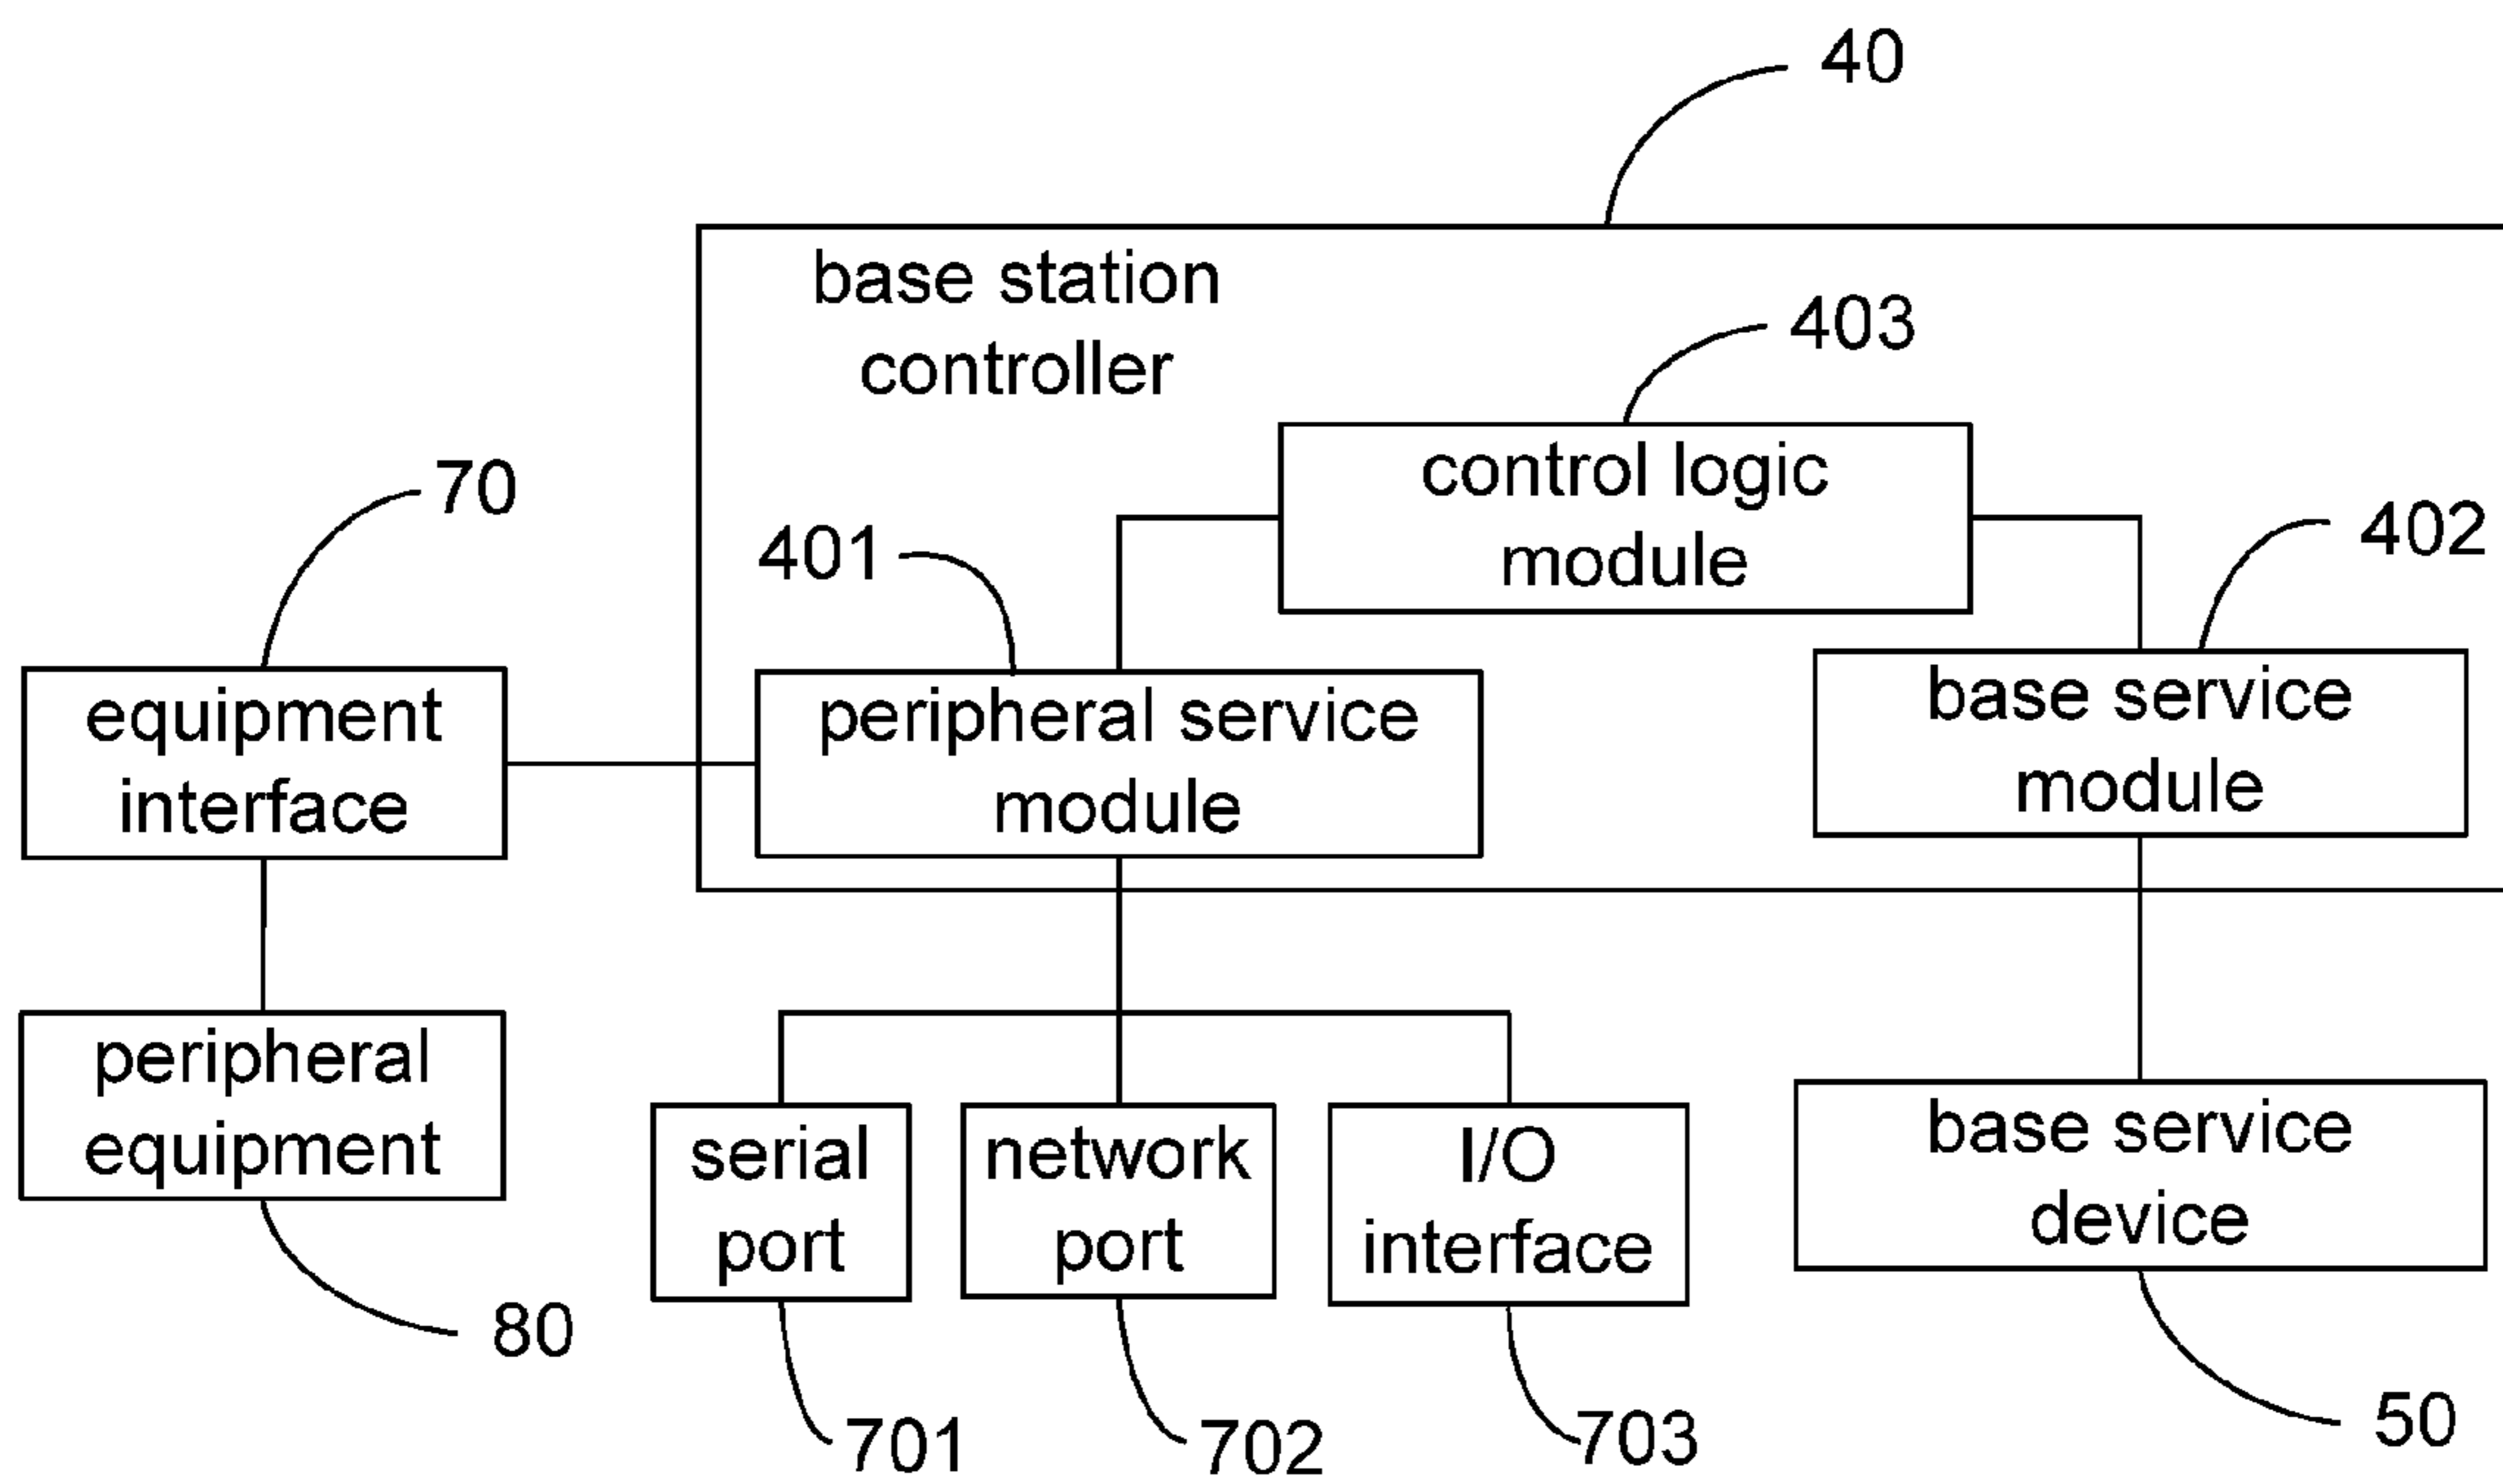 40
base station
controller
403
control logic
module
70
401
402
equipment
interface
peripheral service
module
base service
module
peripheral
equipment
serial
port
network
port
I/O
interface
base service
device
80
701
702
703
50